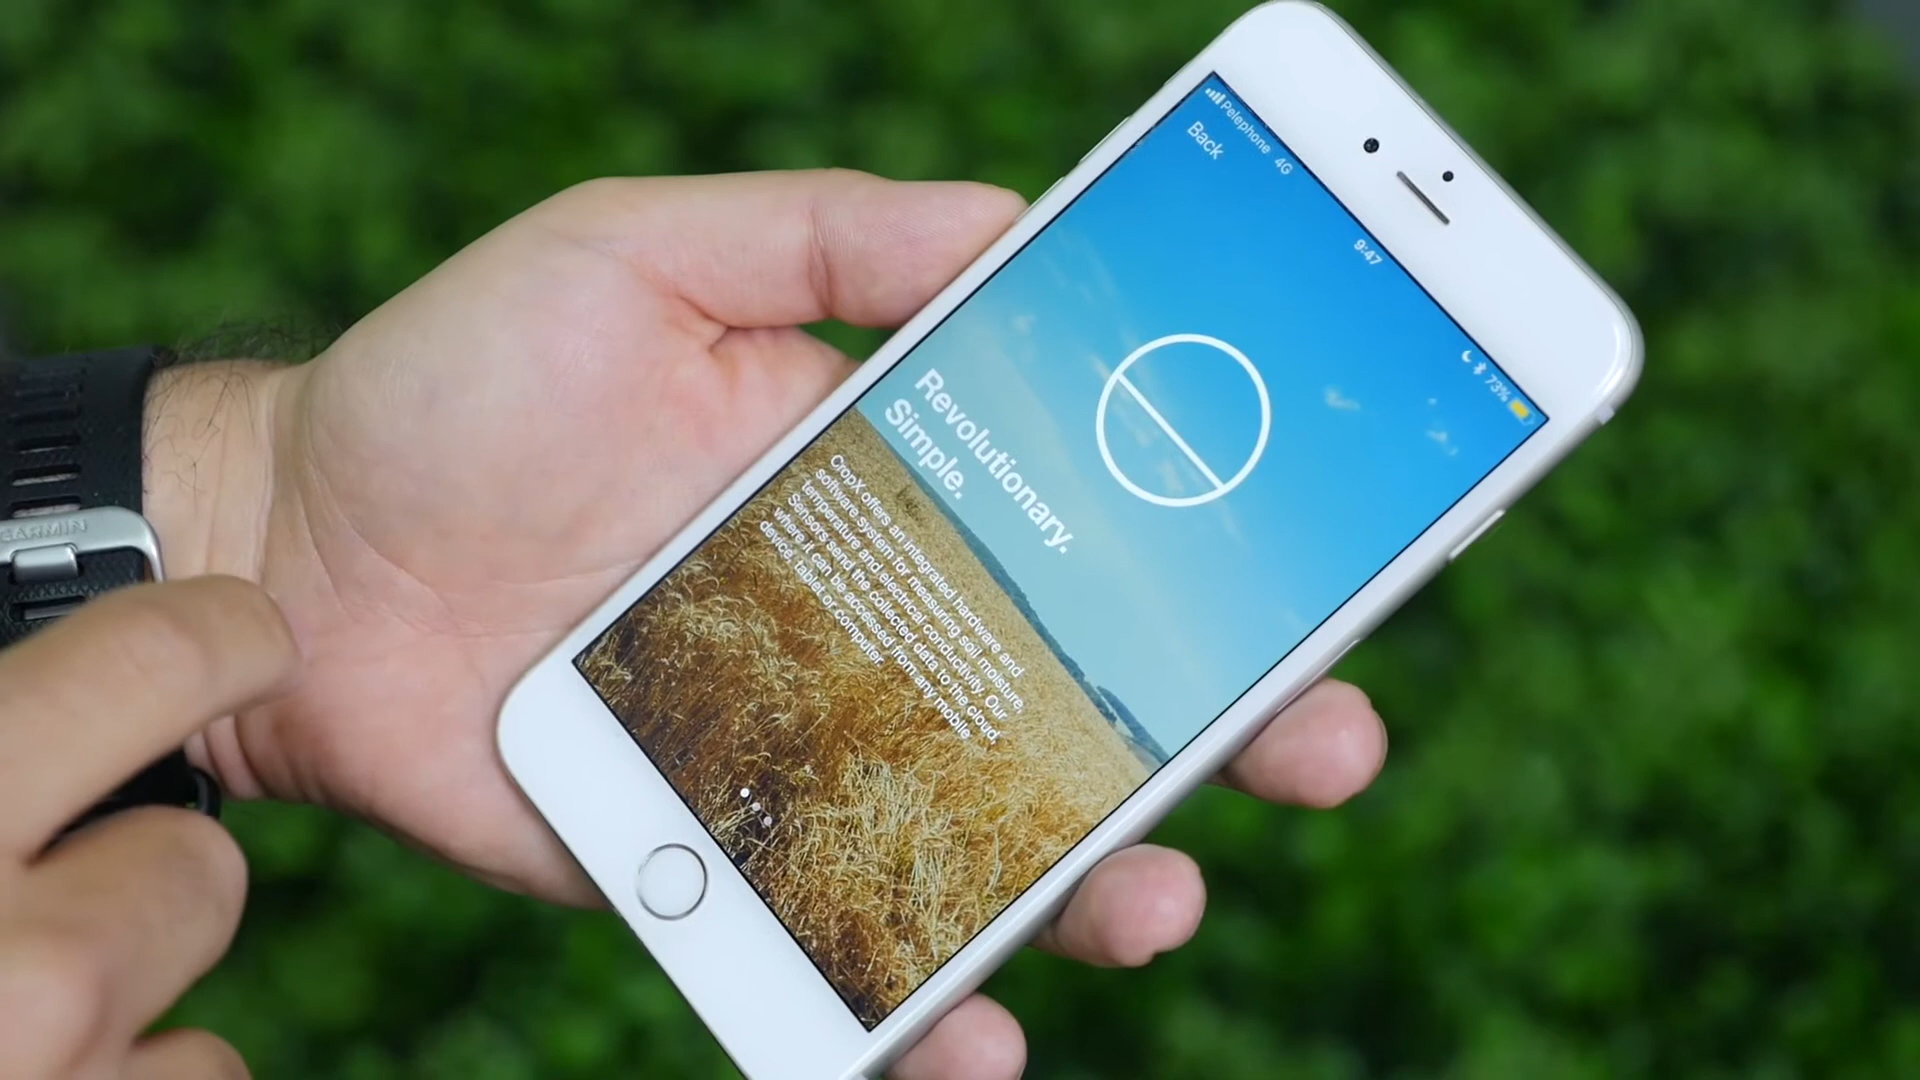 Pelephone 4G
9:47
73%
Back
Revolutionary.
Simple.
CropX offers an integrated hardware and
software system for measuring soil moisture,
temperature and electrical conductivity. Our
Sensors send the collected data to the cloud,
where it can be accessed from any mobile
device, tablet or computer.
GARMIN